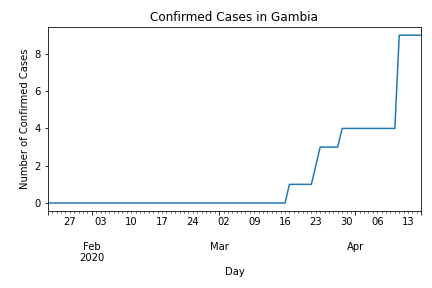 Confirmed Cases in Gambia
Number of Confirmed Cases
8
6
4
2
0
27 03 10 17 24 02 09 16 23 30 06 13
Feb Mar Apr
2020
Day